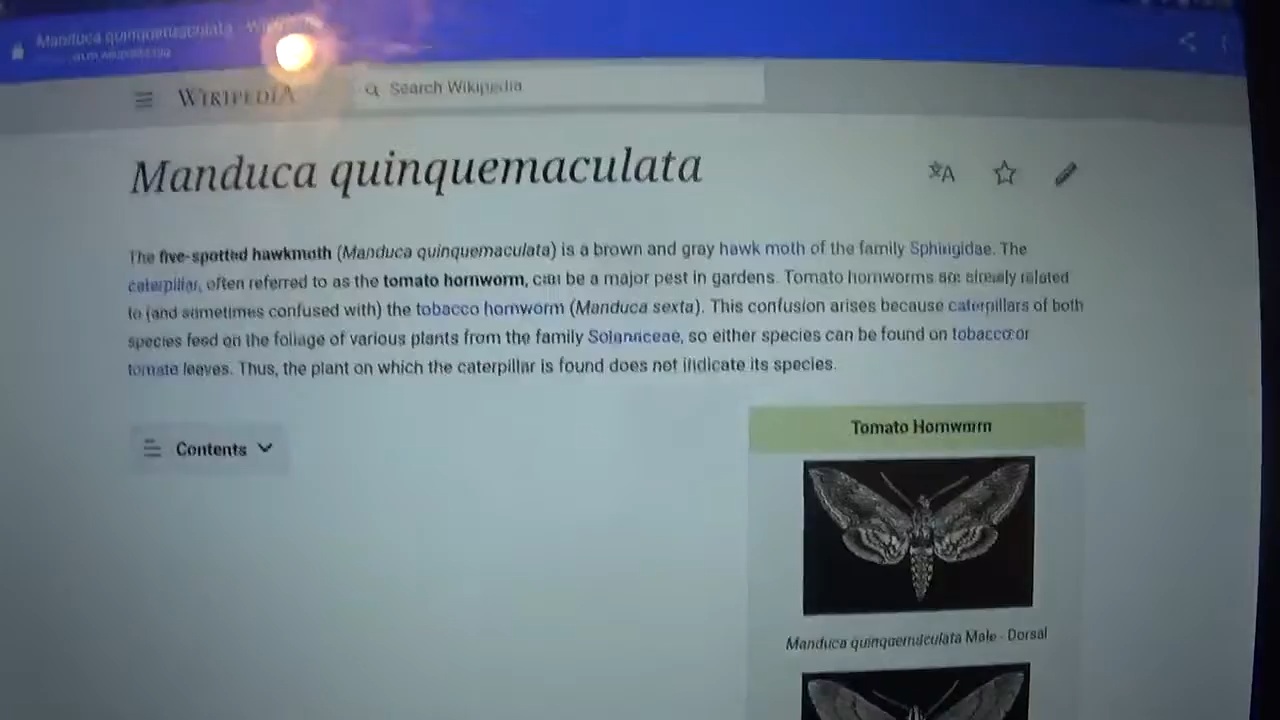 Manduca quinquemaculata - Wikipedia
WIKIPEDIA
Search Wikipedia
Manduca quinquemaculata
The five-spotted hawkmoth (Manduca quinquemaculata) is a brown and gray hawk moth of the family Sphingidae. The
caterpillar, often referred to as the tomato hornworm, can be a major pest in gardens. Tomato hornworms are closely related
to (and sometimes confused with) the tobacco hornworm (Manduca sexta). This confusion arises because caterpillars of both
species feed on the foliage of various plants from the family Solanaceae, so either species can be found on tobacco or
tomato leaves. Thus, the plant on which the caterpillar is found does not indicate its species.
Contents
Tomato Hornworm
Manduca quinquemaculata Male - Dorsal